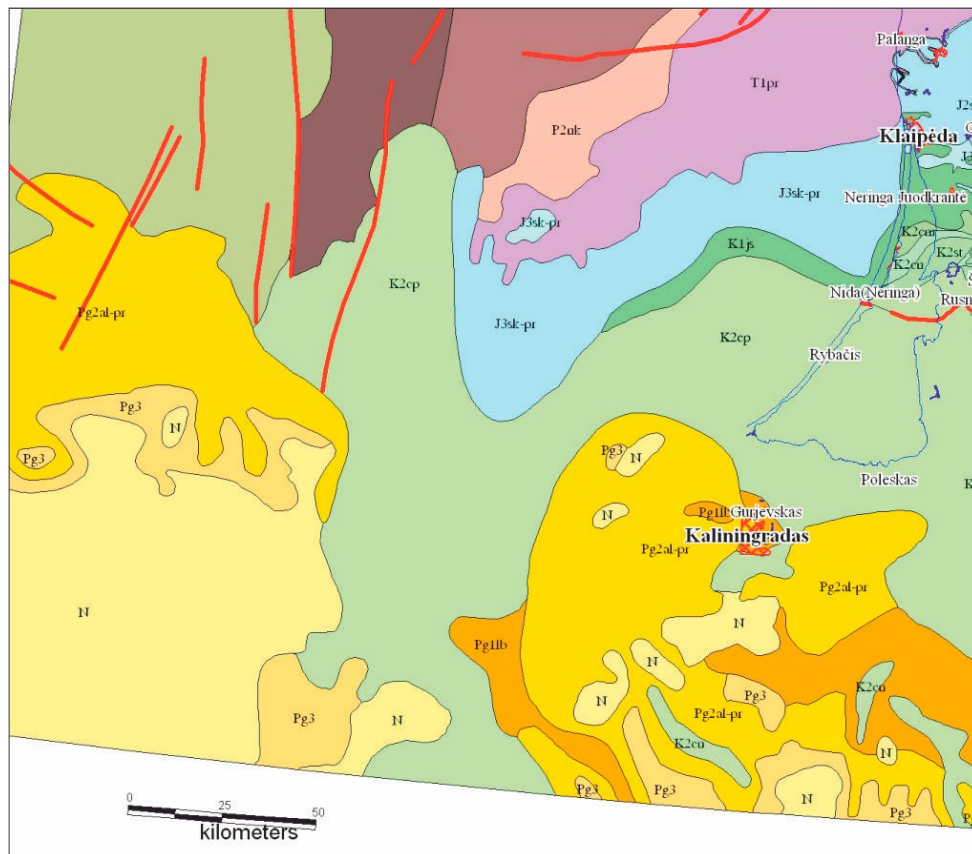 Palanga
T1pr
J2s
P2nk
Klaipėda
J3sk-pr
Neringa Juodkrante
J3sk-pr
K1js
K2cm
K2st
K2cp
K2cu
Nida(Neringa)
Rusn
Pg2al-pr
J3sk-pr
K2cp
Rybačis
Pg3
N
Pg3
Pg3
N
Poleskas
K
N
Pg1lb
Gurjevskas
Kaliningradas
Pg2al-pr
Pg2al-pr
N
N
Pg1lb
N
Pg3
K2cu
N
Pg3
N
Pg2al-pr
K2cu
N
Pg3
Pg3
N
Pg3
0
25
50
kilometers